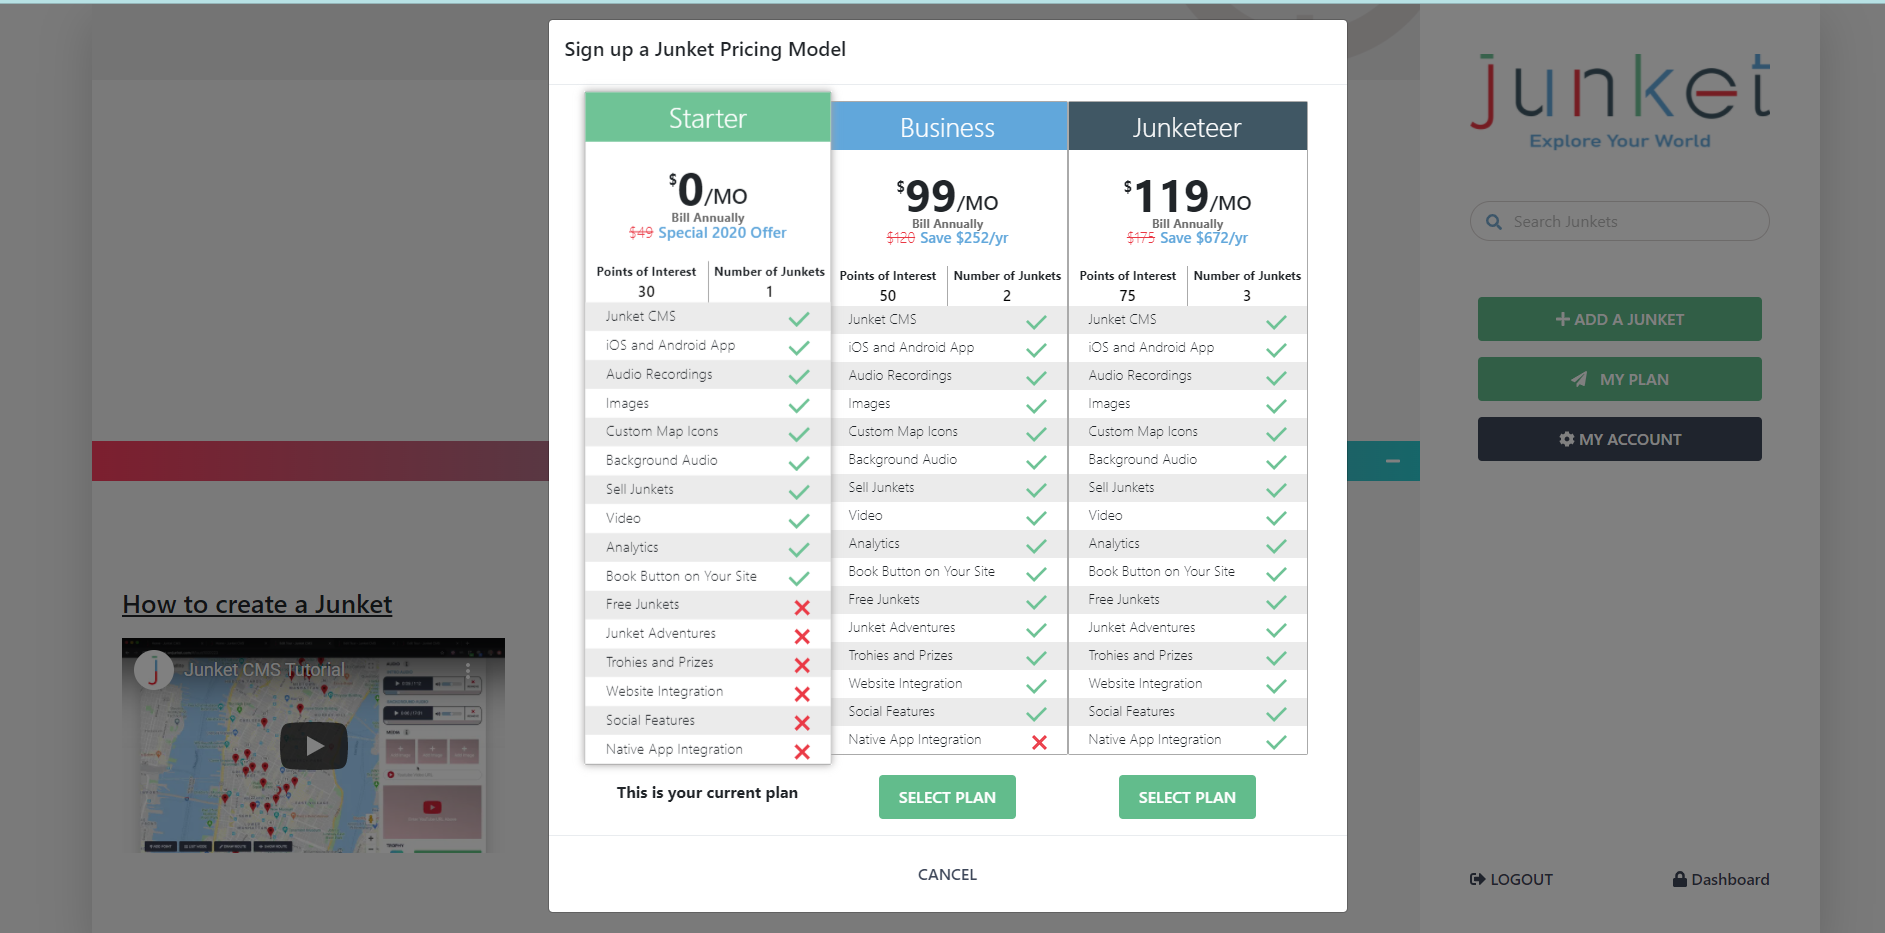 Sign up a Junket Pricing Model
Starter
$0/MO
Bill Annually
$49 Special 2020 Offer
Points of Interest Number of Junkets
30 1
Junket CMS
iOS and Android App
Audio Recordings
Images
Custom Map Icons
Background Audio
Sell Junkets
Video
Analytics
Book Button on Your Site
Free Junkets
Junket Adventures
Trohies and Prizes
Website Integration
Social Features
Native App Integration
This is your current plan
Business
$99/MO
Bill Annually
$120 Save $252/yr
Points of Interest Number of Junkets
50 2
Junket CMS
iOS and Android App
Audio Recordings
Images
Custom Map Icons
Background Audio
Sell Junkets
Video
Analytics
Book Button on Your Site
Free Junkets
Junket Adventures
Trohies and Prizes
Website Integration
Social Features
Native App Integration
SELECT PLAN
Junketeer
$119/MO
Bill Annually
$175 Save $672/yr
Points of Interest Number of Junkets
75 3
Junket CMS
iOS and Android App
Audio Recordings
Images
Custom Map Icons
Background Audio
Sell Junkets
Video
Analytics
Book Button on Your Site
Free Junkets
Junket Adventures
Trohies and Prizes
Website Integration
Social Features
Native App Integration
SELECT PLAN
CANCEL
How to create a Junket
Junket CMS Tutorial
junket
Explore Your World
Search Junkets
ADD A JUNKET
MY PLAN
MY ACCOUNT
LOGOUT Dashboard